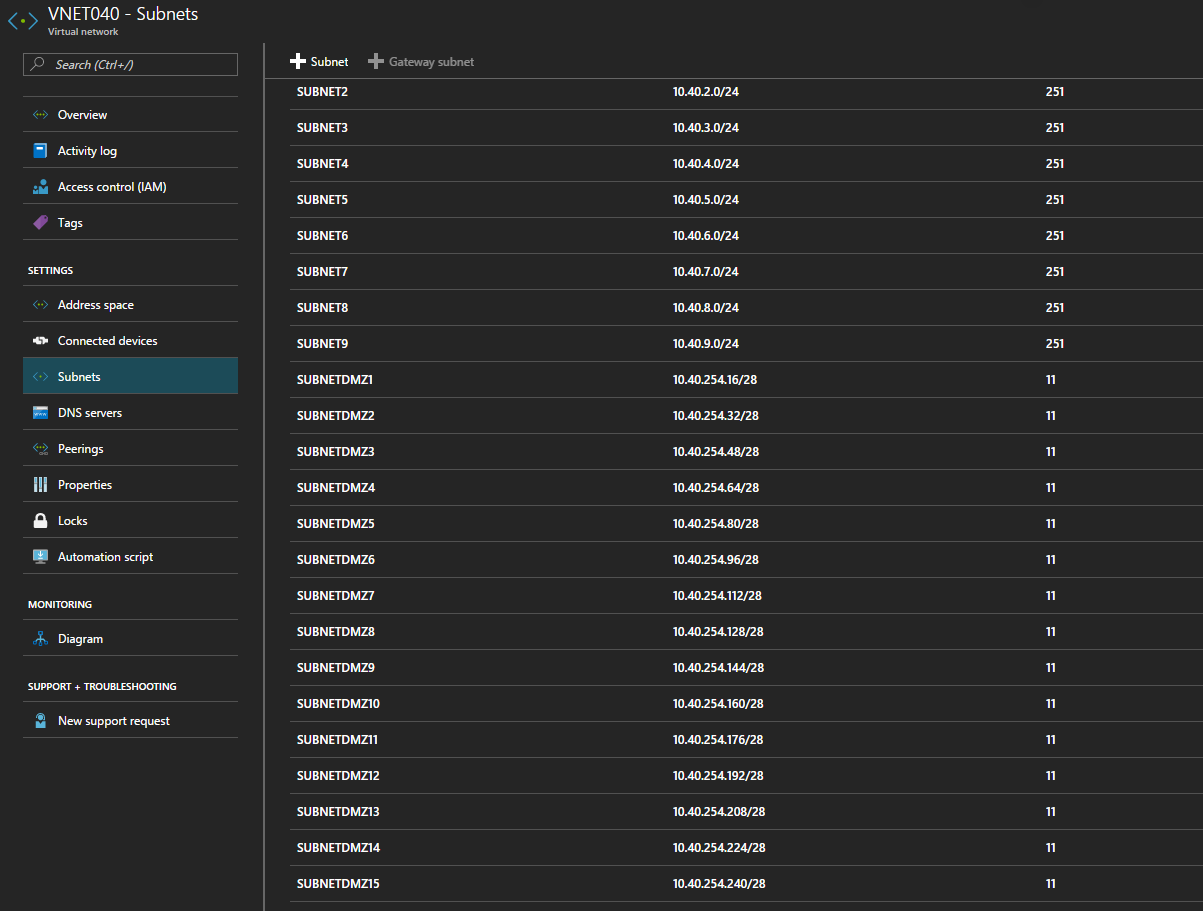 VNET040 - Subnets
Virtual network
Search (Ctrl+/)
Overview
Activity log
Access control (IAM)
Tags
SETTINGS
Address space
Connected devices
Subnets
DNS servers
Peerings
Properties
Locks
Automation script
MONITORING
Diagram
SUPPORT + TROUBLESHOOTING
New support request
Subnet Gateway subnet
SUBNET2 10.40.2.0/24 251
SUBNET3 10.40.3.0/24 251
SUBNET4 10.40.4.0/24 251
SUBNET5 10.40.5.0/24 251
SUBNET6 10.40.6.0/24 251
SUBNET7 10.40.7.0/24 251
SUBNET8 10.40.8.0/24 251
SUBNET9 10.40.9.0/24 251
SUBNETDMZ1 10.40.254.16/28 11
SUBNETDMZ2 10.40.254.32/28 11
SUBNETDMZ3 10.40.254.48/28 11
SUBNETDMZ4 10.40.254.64/28 11
SUBNETDMZ5 10.40.254.80/28 11
SUBNETDMZ6 10.40.254.96/28 11
SUBNETDMZ7 10.40.254.112/28 11
SUBNETDMZ8 10.40.254.128/28 11
SUBNETDMZ9 10.40.254.144/28 11
SUBNETDMZ10 10.40.254.160/28 11
SUBNETDMZ11 10.40.254.176/28 11
SUBNETDMZ12 10.40.254.192/28 11
SUBNETDMZ13 10.40.254.208/28 11
SUBNETDMZ14 10.40.254.224/28 11
SUBNETDMZ15 10.40.254.240/28 11